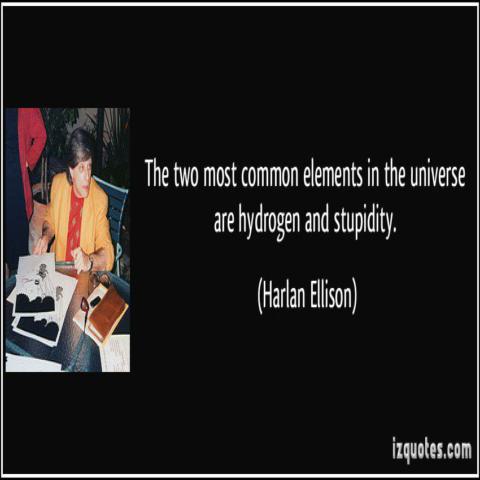 The two most common elements in the universe
are hydrogen and stupidity.
(Harlan Ellison)
izquotes.com